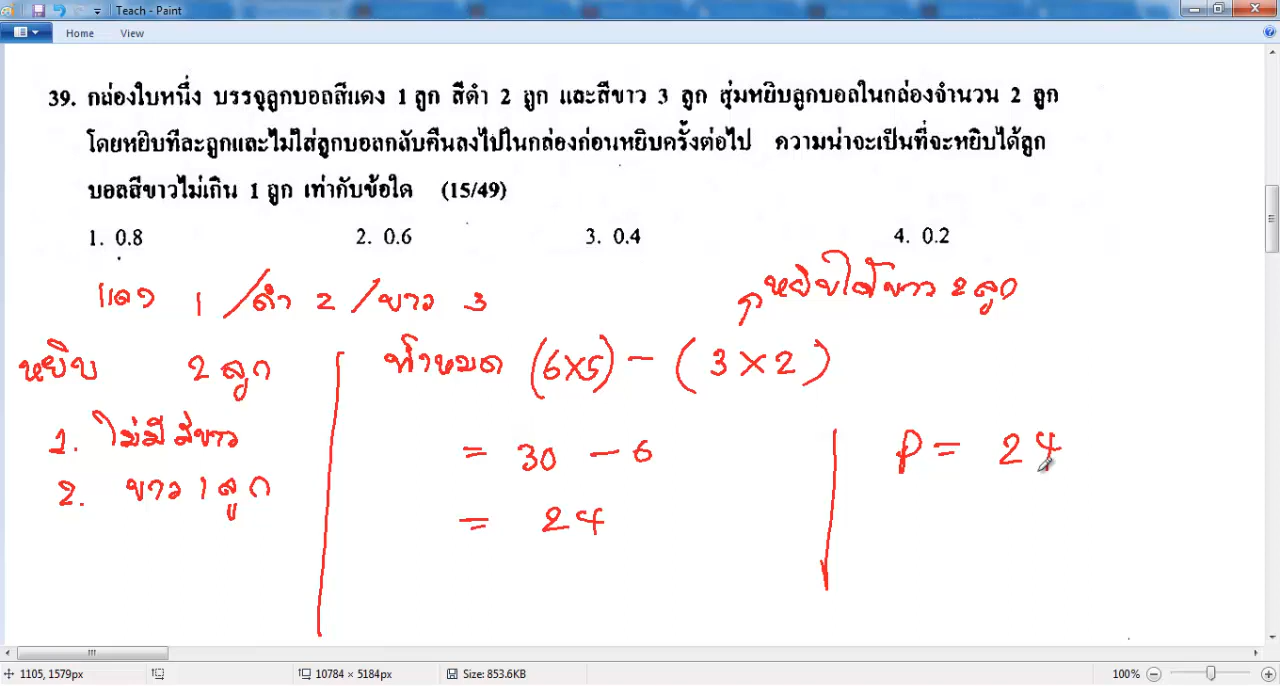 Teach - Paint
Home View
39. กล่องใบหนึ่ง บรรจุลูกบอลสีแดง 1 ลูก สีดำ 2 ลูก และสีขาว 3 ลูก สุ่มหยิบลูกบอลในกล่องจำนวน 2 ลูก
โดยหยิบทีละลูกและไม่ใส่ลูกบอลกลับคืนลงไปในกล่องก่อนหยิบครั้งต่อไป ความน่าจะเป็นที่จะหยิบได้ลูก
บอลสีขาวไม่เกิน 1 ลูก เท่ากับข้อใด (15/49)
1. 0.8 2. 0.6 3. 0.4 4. 0.2
แดง 1 / ดำ 2 / ขาว 3
หยิบได้ขาว 2 ลูก
หยิบ 2 ลูก
ทั้งหมด (6×5) - (3×2)
1. ไม่มีสีขาว
= 30 - 6
P = 24
2. ขาว 1 ลูก
= 24
1105, 1579px 10784 × 5184px Size: 853.6KB 100%